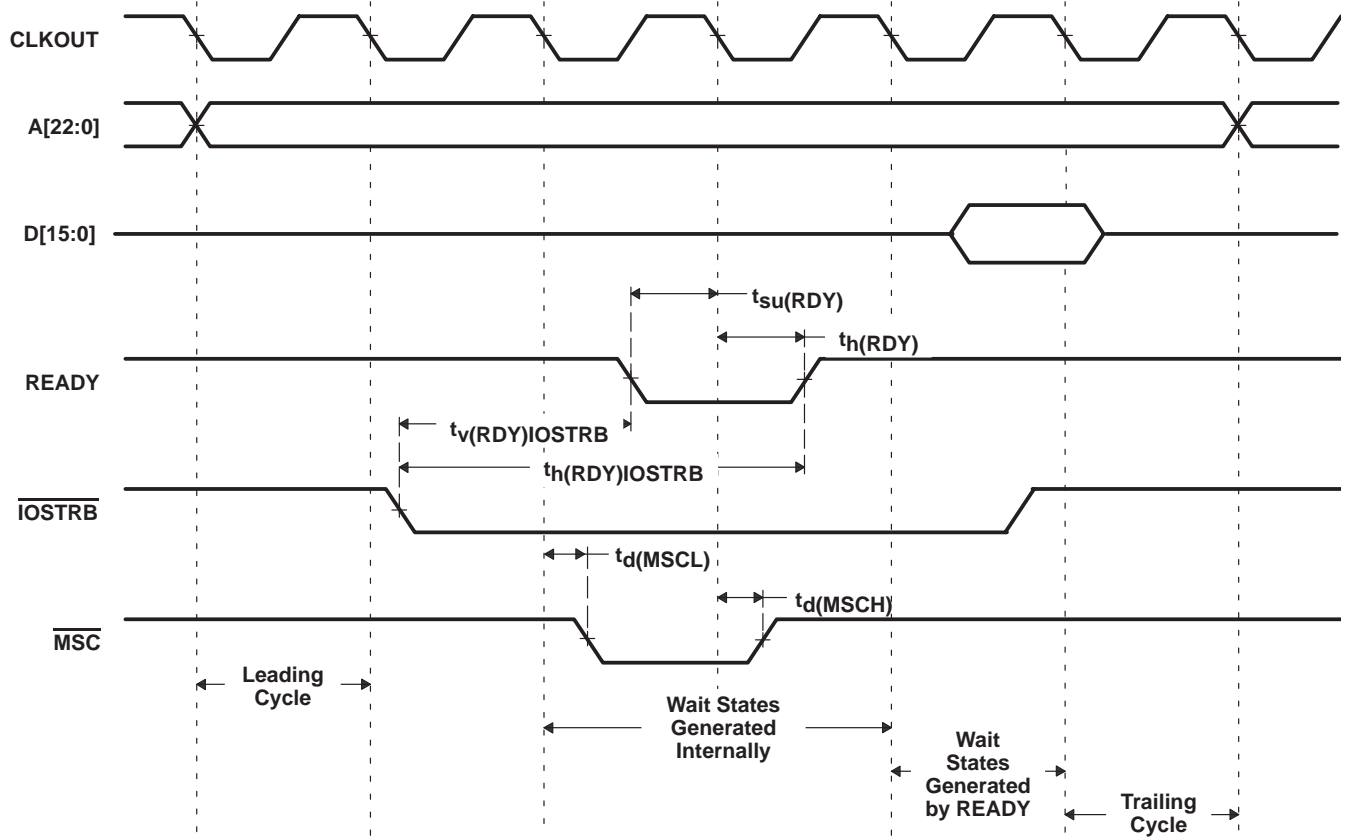 CLKOUT
A[22:0]
D[15:0]
tsu(RDY)
th(RDY)
READY
tv(RDY)IOSTRB
th(RDY)IOSTRB
IOSTRB
td(MSCL)
td(MSCH)
MSC
Leading
Cycle
Wait States
Generated
Internally
Wait
States
Generated
by READY
Trailing
Cycle